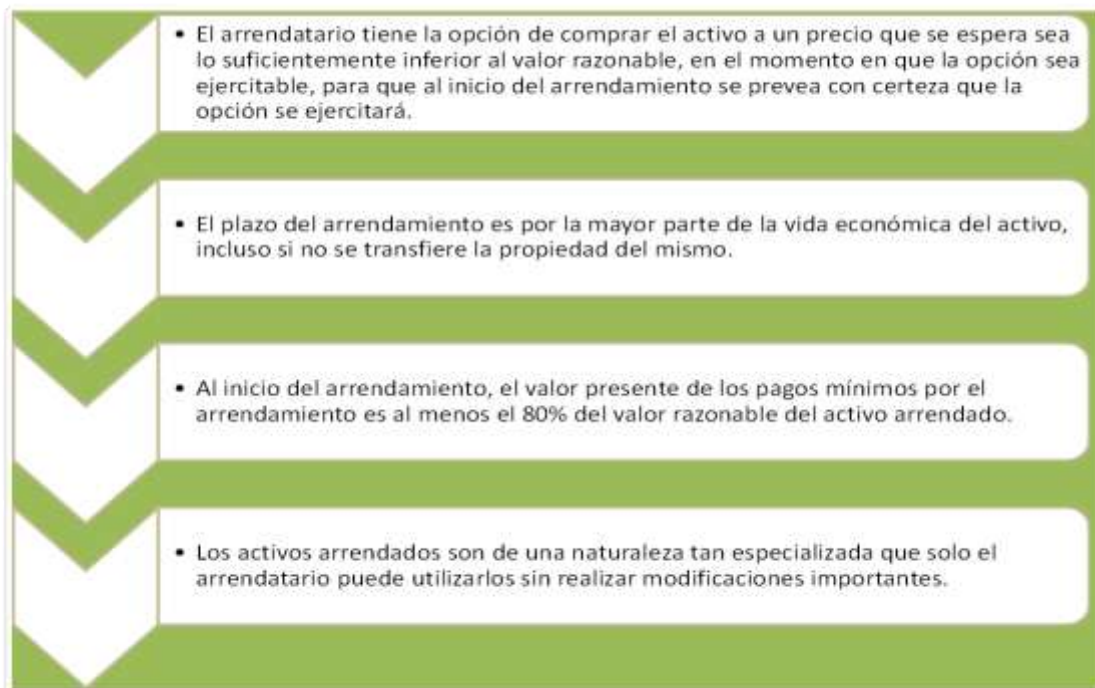 • El arrendatario tiene la opción de comprar el activo a un precio que se espera sea
lo suficientemente inferior al valor razonable, en el momento en que la opción sea
ejercitable, para que al inicio del arrendamiento se prevea con certeza que la
opción se ejercitará.
• El plazo del arrendamiento es por la mayor parte de la vida económica del activo,
incluso si no se transfiere la propiedad del mismo.
• Al inicio del arrendamiento, el valor presente de los pagos mínimos por el
arrendamiento es al menos el 80% del valor razonable del activo arrendado.
• Los activos arrendados son de una naturaleza tan especializada que solo el
arrendatario puede utilizarlos sin realizar modificaciones importantes.